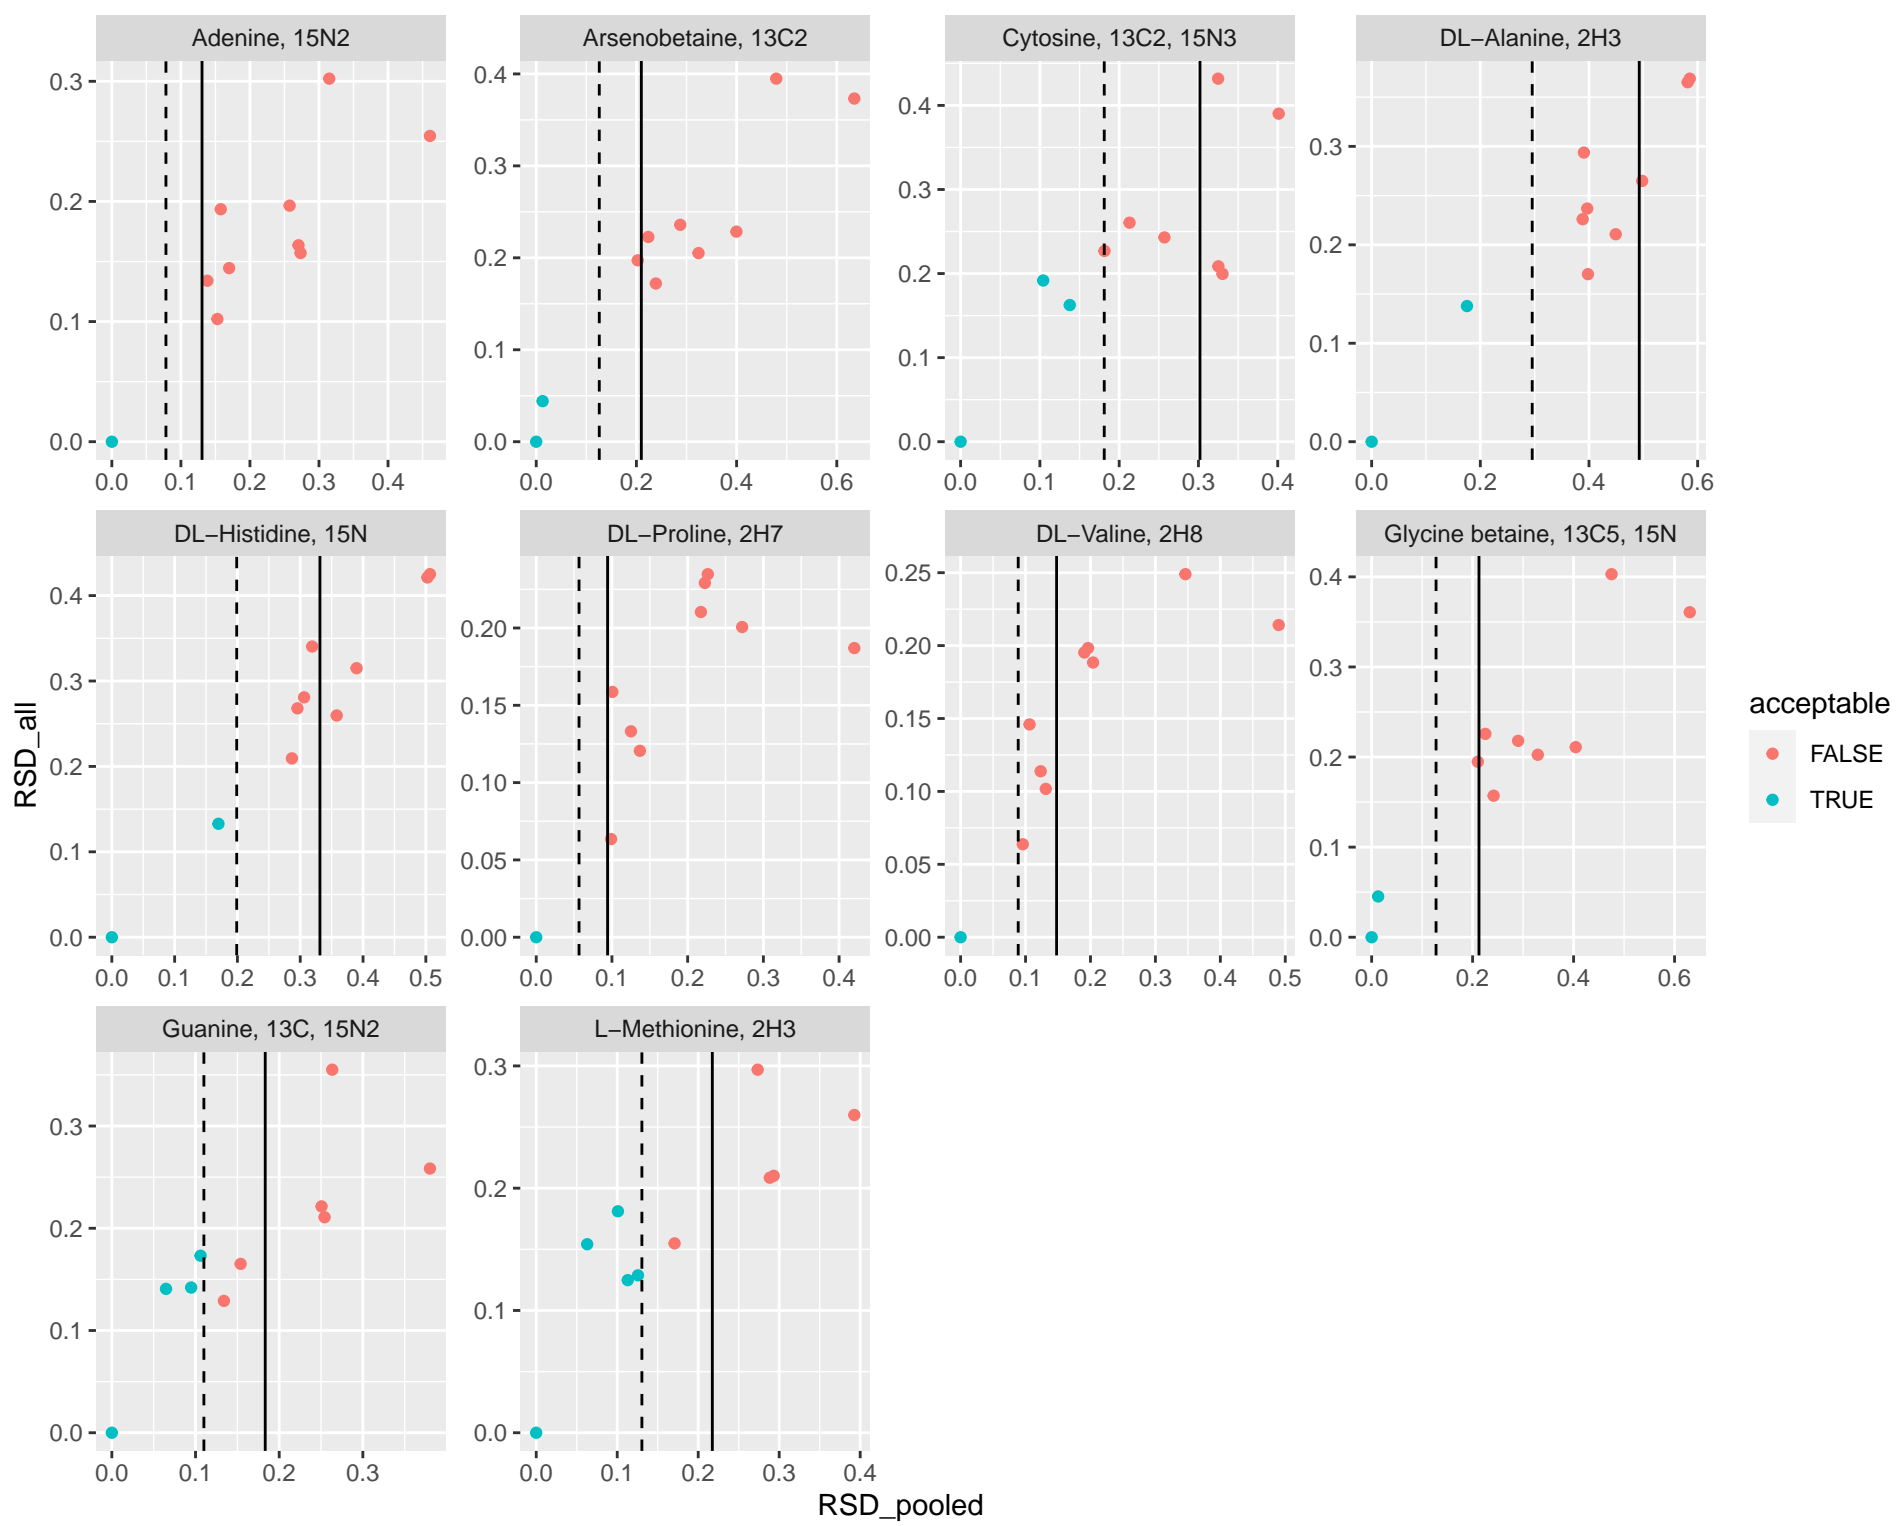 Adenine, 15N2
Arsenobetaine, 13C2
Cytosine, 13C2, 15N3
DL−Alanine, 2H3
0.3
0.2
0.1
0.0
0.0 0.1 0.2 0.3 0.4
0.4
0.3
0.2
0.1
0.0
0.0 0.2 0.4 0.6
0.4
0.3
0.2
0.1
0.0
0.0 0.1 0.2 0.3 0.4
0.3
0.2
0.1
0.0
0.0 0.2 0.4 0.6
DL−Histidine, 15N
DL−Proline, 2H7
DL−Valine, 2H8
Glycine betaine, 13C5, 15N
0.4
0.3
0.2
0.1
0.0
0.0 0.1 0.2 0.3 0.4 0.5
0.20
0.15
0.10
0.05
0.00
0.0 0.1 0.2 0.3 0.4
0.25
0.20
0.15
0.10
0.05
0.00
0.0 0.1 0.2 0.3 0.4 0.5
0.4
0.3
0.2
0.1
0.0
0.0 0.2 0.4 0.6
Guanine, 13C, 15N2
L−Methionine, 2H3
0.3
0.2
0.1
0.0
0.0 0.1 0.2 0.3
0.3
0.2
0.1
0.0
0.0 0.1 0.2 0.3 0.4
RSD_all
RSD_pooled
acceptable
FALSE
TRUE